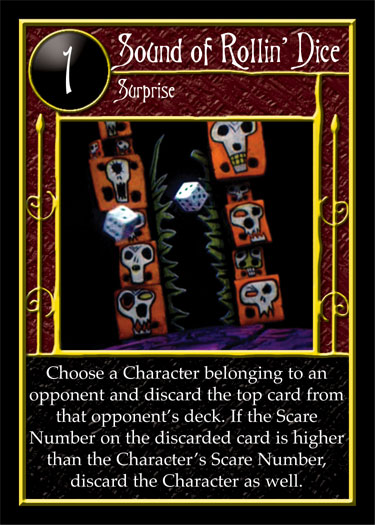 1
Sound of Rollin' Dice
Surprise
Choose a Character belonging to an
opponent and discard the top card from
that opponent's deck. If the Scare
Number on the discarded card is higher
than the Character's Scare Number,
discard the Character as well.